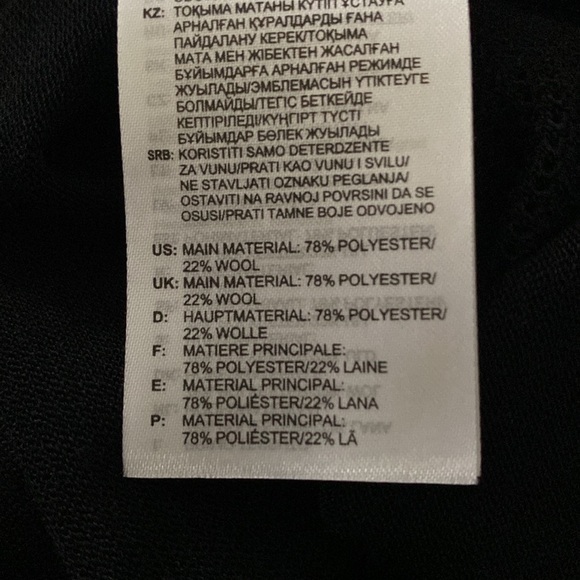 KZ: ТОҚЫМА МАТАНЫ КҮТІП ҰСТАУҒА
АРНАЛҒАН ҚҰРАЛДАРДЫ ҒАНА
ПАЙДАЛАНУ КЕРЕК/ТОҚЫМА
МАТА МЕН ЖІБЕКТЕН ЖАСАЛҒАН
БҰЙЫМДАРҒА АРНАЛҒАН РЕЖИМДЕ
ЖУЫЛАДЫ/ЭМБЛЕМАСЫН ҮТІКТЕУГЕ
БОЛМАЙДЫ/ТЕГІС БЕТКЕЙДЕ
КЕПТІРІЛЕДІ/КҮҢГІРТ ТҮСТІ
БҰЙЫМДАР БӨЛЕК ЖУЫЛАДЫ
SRB: KORISTITI SAMO DETERDZENTE
ZA VUNU/PRATI KAO VUNU I SVILU/
NE STAVLJATI OZNAKU PEGLANJA/
OSTAVITI NA RAVNOJ POVRSINI DA SE
OSUSI/PRATI TAMNE BOJE ODVOJENO
US: MAIN MATERIAL: 78% POLYESTER/
22% WOOL
UK: MAIN MATERIAL: 78% POLYESTER/
22% WOOL
D: HAUPTMATERIAL: 78% POLYESTER/
22% WOLLE
F: MATIERE PRINCIPALE:
78% POLYESTER/22% LAINE
E: MATERIAL PRINCIPAL:
78% POLIÉSTER/22% LANA
P: MATERIAL PRINCIPAL:
78% POLIÉSTER/22% LÃ